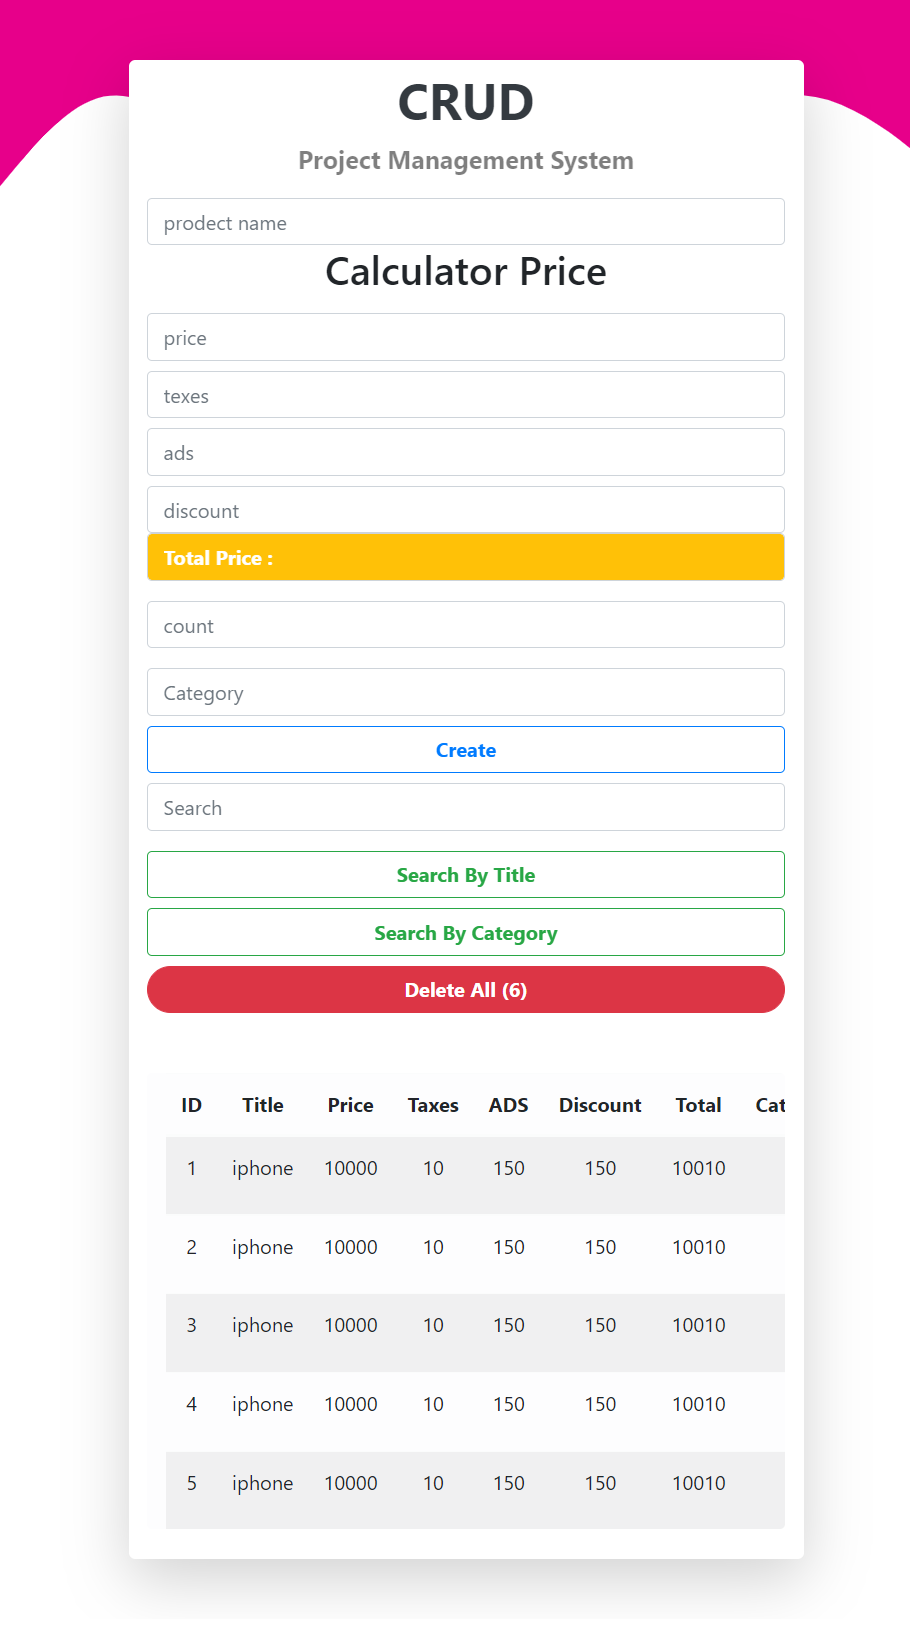 CRUD
Project Management System
prodect name
Calculator Price
price
texes
ads
discount
Total Price :
count
Category
Create
Search
Search By Title
Search By Category
Delete All (6)
ID Title Price Taxes ADS Discount Total Cat
1 iphone 10000 10 150 150 10010
2 iphone 10000 10 150 150 10010
3 iphone 10000 10 150 150 10010
4 iphone 10000 10 150 150 10010
5 iphone 10000 10 150 150 10010